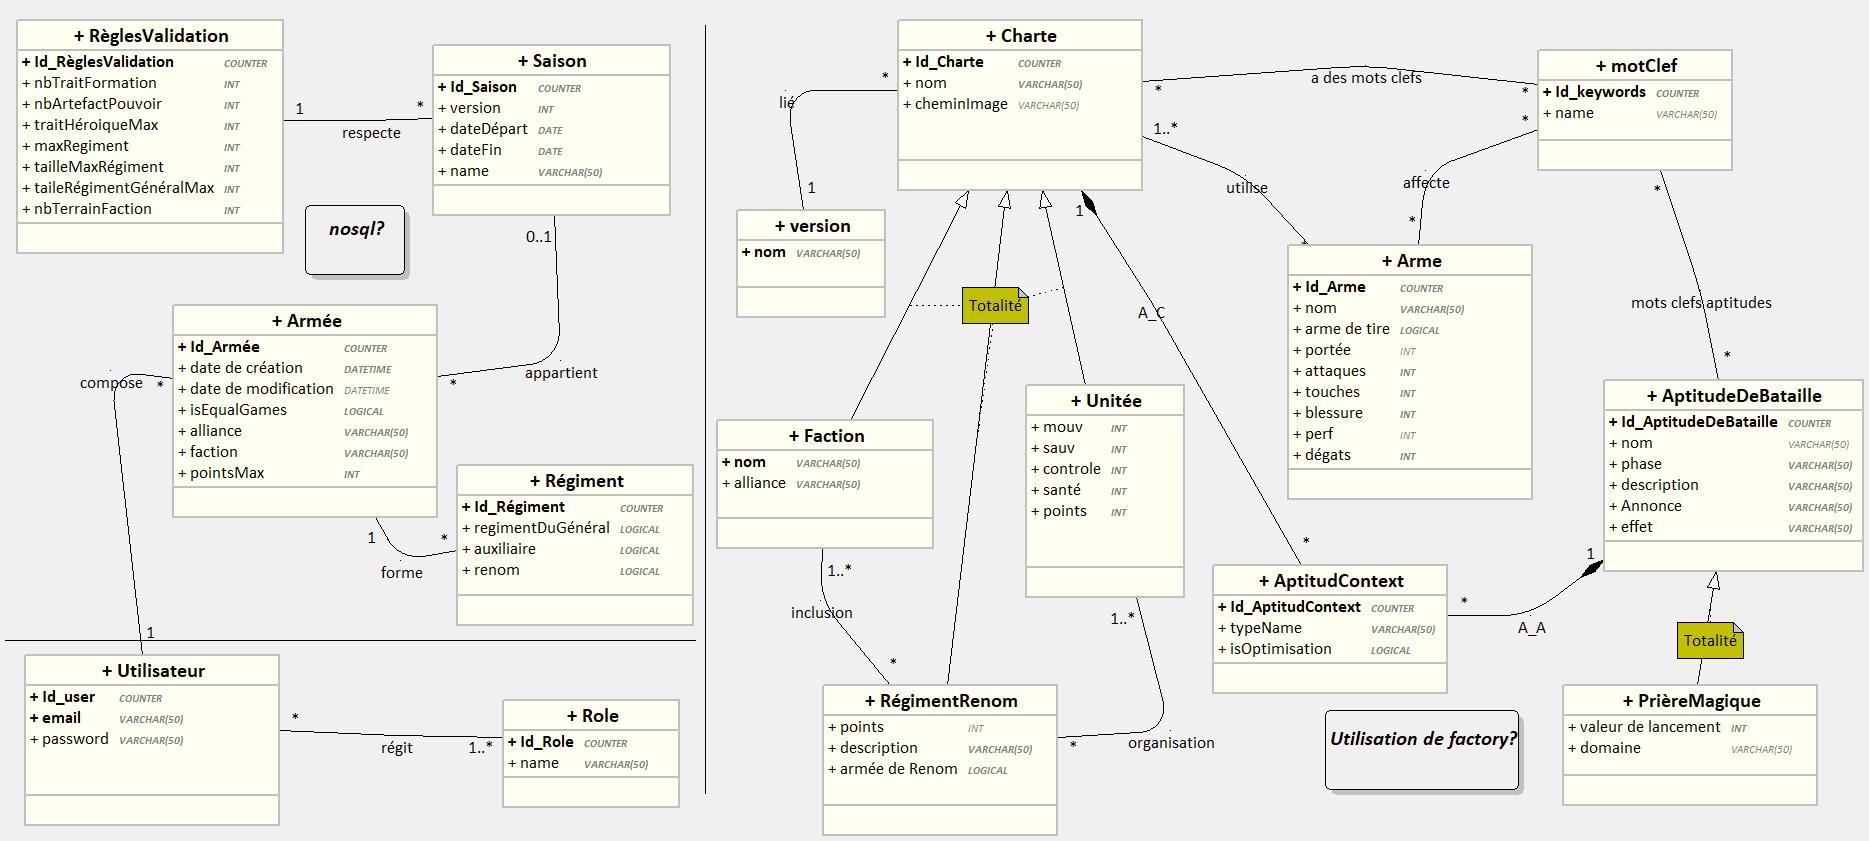 + RèglesValidation
+ Id_RèglesValidation COUNTER
+ nbTraitFormation INT
+ nbArtefactPouvoir INT
+ traitHéroiqueMax INT
+ maxRegiment INT
+ tailleMaxRégiment INT
+ taileRégimentGénéralMax INT
+ nbTerrainFaction INT
1
*
respecte
+ Saison
+ Id_Saison COUNTER
+ version INT
+ dateDépart DATE
+ dateFin DATE
+ name VARCHAR(50)
nosql?
0..1
*
appartient
+ Armée
+ Id_Armée COUNTER
+ date de création DATETIME
+ date de modification DATETIME
+ isEqualGames LOGICAL
+ alliance VARCHAR(50)
+ faction VARCHAR(50)
+ pointsMax INT
compose
*
1
1
*
forme
+ Régiment
+ Id_Régiment COUNTER
+ regimentDuGénéral LOGICAL
+ auxiliaire LOGICAL
+ renom LOGICAL
+ Utilisateur
+ Id_user COUNTER
+ email VARCHAR(50)
+ password VARCHAR(50)
*
régit
1..*
+ Role
+ Id_Role COUNTER
+ name VARCHAR(50)
+ Charte
+ Id_Charte COUNTER
+ nom VARCHAR(50)
+ cheminImage VARCHAR(50)
*
lié
1
+ version
+ nom VARCHAR(50)
*
a des mots clefs
*
+ motClef
+ Id_keywords COUNTER
+ name VARCHAR(50)
1..*
utilise
*
*
affecte
*
+ Arme
+ Id_Arme COUNTER
+ nom VARCHAR(50)
+ arme de tire LOGICAL
+ portée INT
+ attaques INT
+ touches INT
+ blessure INT
+ perf INT
+ dégats INT
*
mots clefs aptitudes
*
1
A_C
*
Totalité
+ Faction
+ nom VARCHAR(50)
+ alliance VARCHAR(50)
+ Unitée
+ mouv INT
+ sauv INT
+ controle INT
+ santé INT
+ points INT
+ AptitudeDeBataille
+ Id_AptitudeDeBataille COUNTER
+ nom VARCHAR(50)
+ phase VARCHAR(50)
+ description VARCHAR(50)
+ Annonce VARCHAR(50)
+ effet VARCHAR(50)
+ AptitudContext
+ Id_AptitudContext COUNTER
+ typeName VARCHAR(50)
+ isOptimisation LOGICAL
*
A_A
1
1..*
inclusion
*
1..*
organisation
*
+ RégimentRenom
+ points INT
+ description VARCHAR(50)
+ armée de Renom LOGICAL
Totalité
Utilisation de factory?
+ PrièreMagique
+ valeur de lancement INT
+ domaine VARCHAR(50)